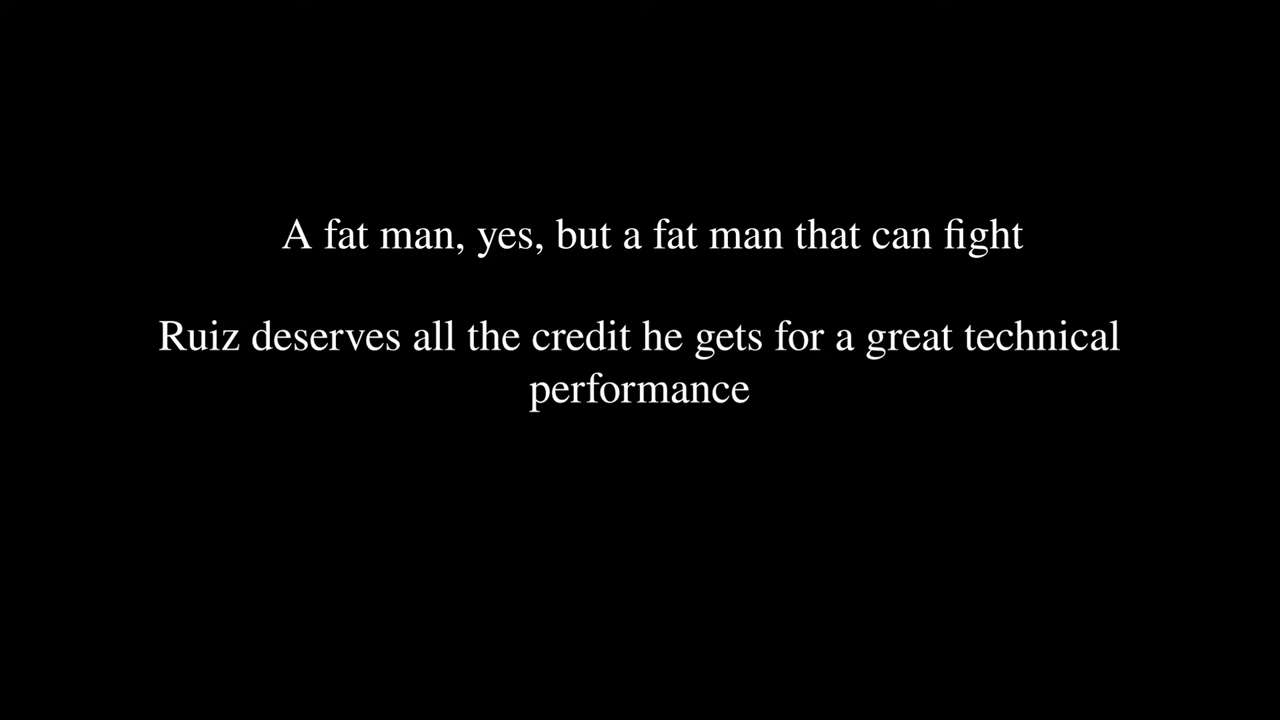 A fat man, yes, but a fat man that can fight
Ruiz deserves all the credit he gets for a great technical
performance